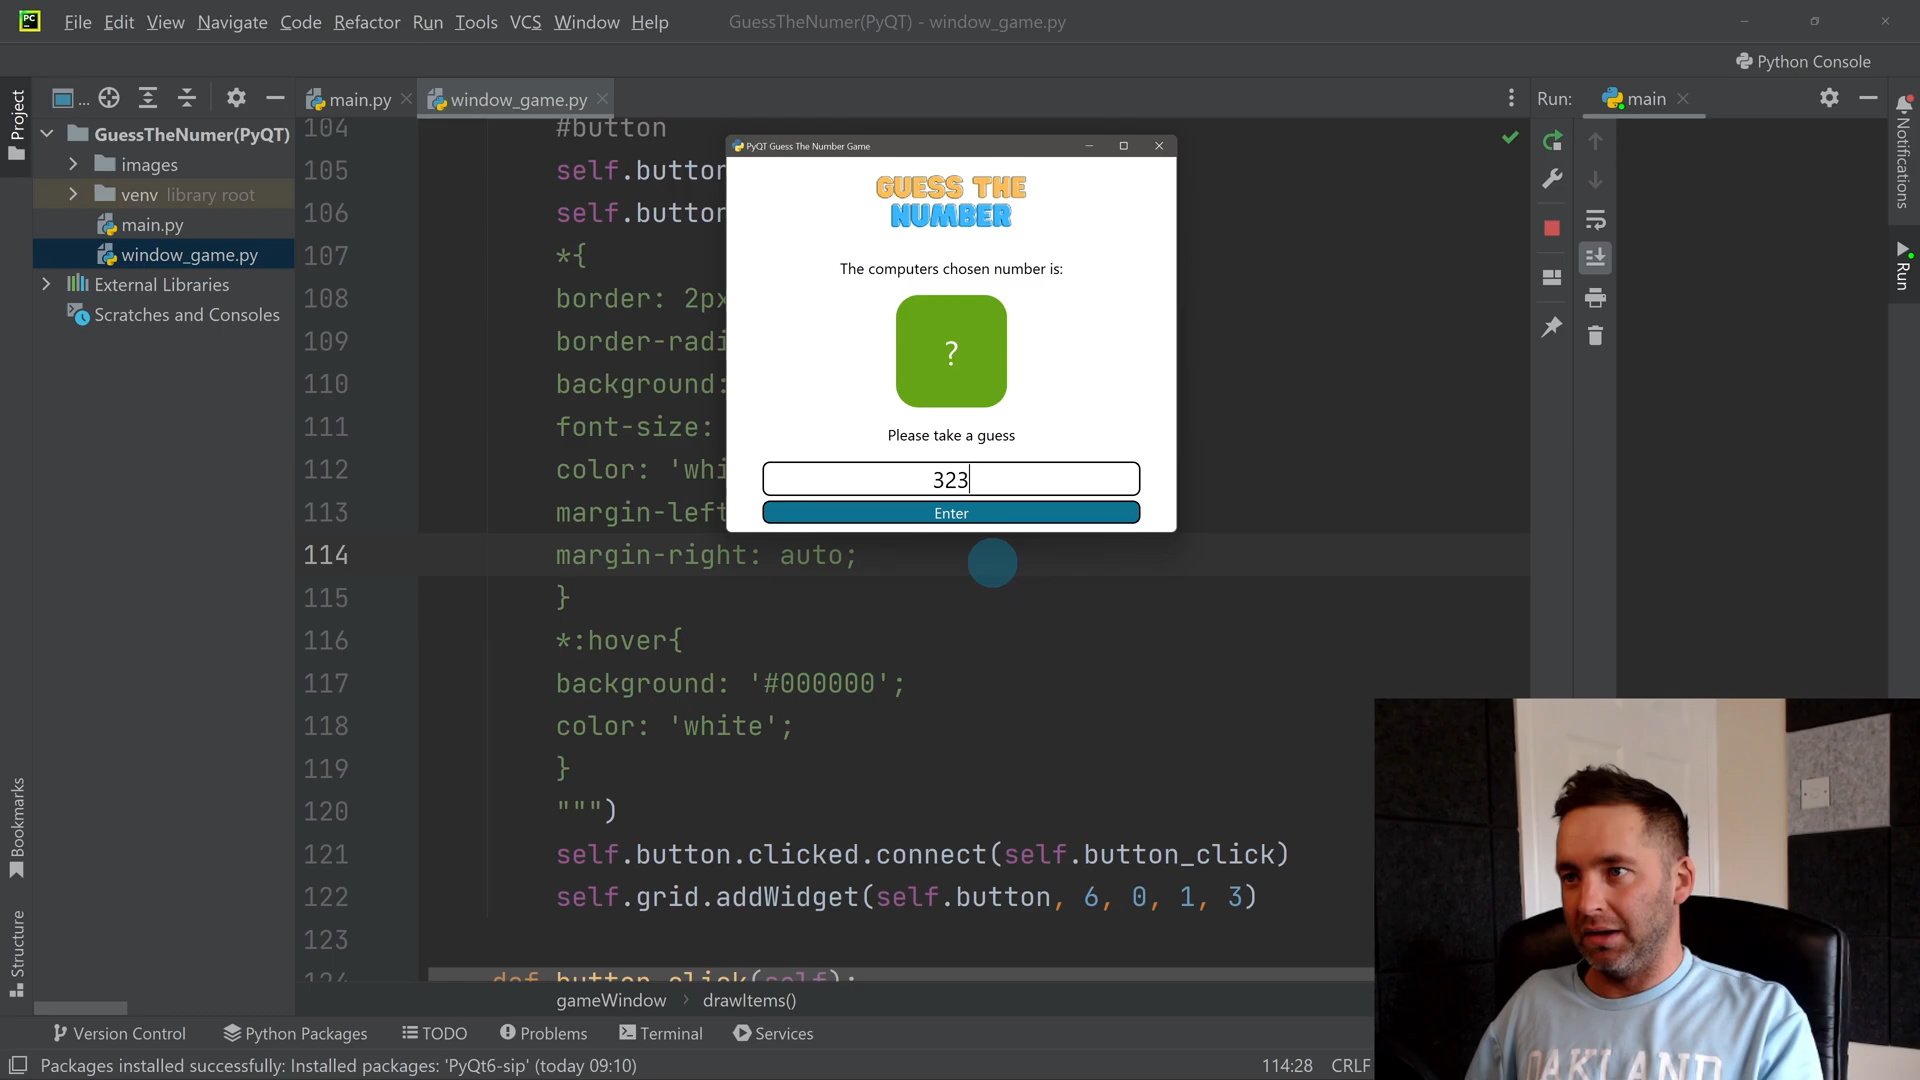 PC File Edit View Navigate Code Refactor Run Tools VCS Window Help GuessTheNumer(PyQT) - window_game.py
Python Console
Project
...
main.py
window_game.py
Run:
main
Notifications
Run
GuessTheNumer(PyQT)
images
venv library root
main.py
window_game.py
External Libraries
Scratches and Consoles
Bookmarks
Structure
104 #button
105 self.button
106 self.button
107 *{
108 border: 2px
109 border-radi
110 background:
111 font-size:
112 color: 'whi
113 margin-left
114 margin-right: auto;
115 }
116 *:hover{
117 background: '#000000';
118 color: 'white';
119 }
120 """)
121 self.button.clicked.connect(self.button_click)
122 self.grid.addWidget(self.button, 6, 0, 1, 3)
123
124 def button_click(self):
PyQT Guess The Number Game
GUESS THE
NUMBER
The computers chosen number is:
?
Please take a guess
323
Enter
gameWindow > drawItems()
Version Control Python Packages TODO Problems Terminal Services
Packages installed successfully: Installed packages: 'PyQt6-sip' (today 09:10) 114:28 CRLF
OAKLAND